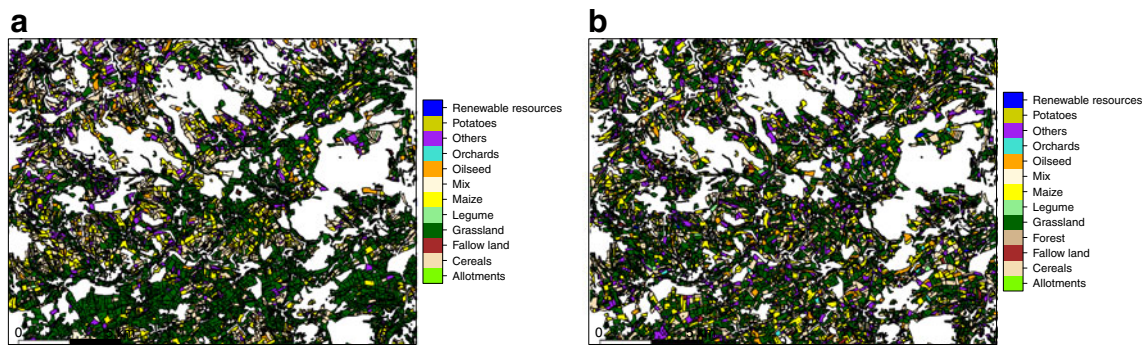 a
Renewable resources
Potatoes
Others
Orchards
Oilseed
Mix
Maize
Legume
Grassland
Fallow land
Cereals
Allotments
0
b
Renewable resources
Potatoes
Others
Orchards
Oilseed
Mix
Maize
Legume
Grassland
Forest
Fallow land
Cereals
Allotments
0